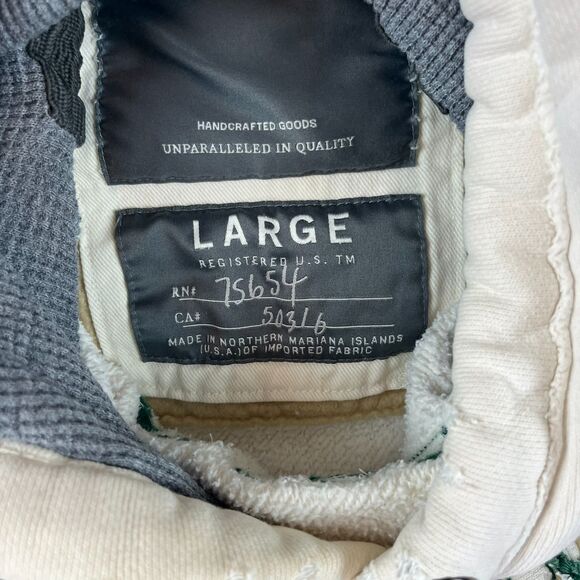 HANDCRAFTED GOODS
UNPARALLELED IN QUALITY
LARGE
REGISTERED U.S. TM
RN# 75654
CA# 50316
MADE IN NORTHERN MARIANA ISLANDS
(U.S.A.) OF IMPORTED FABRIC